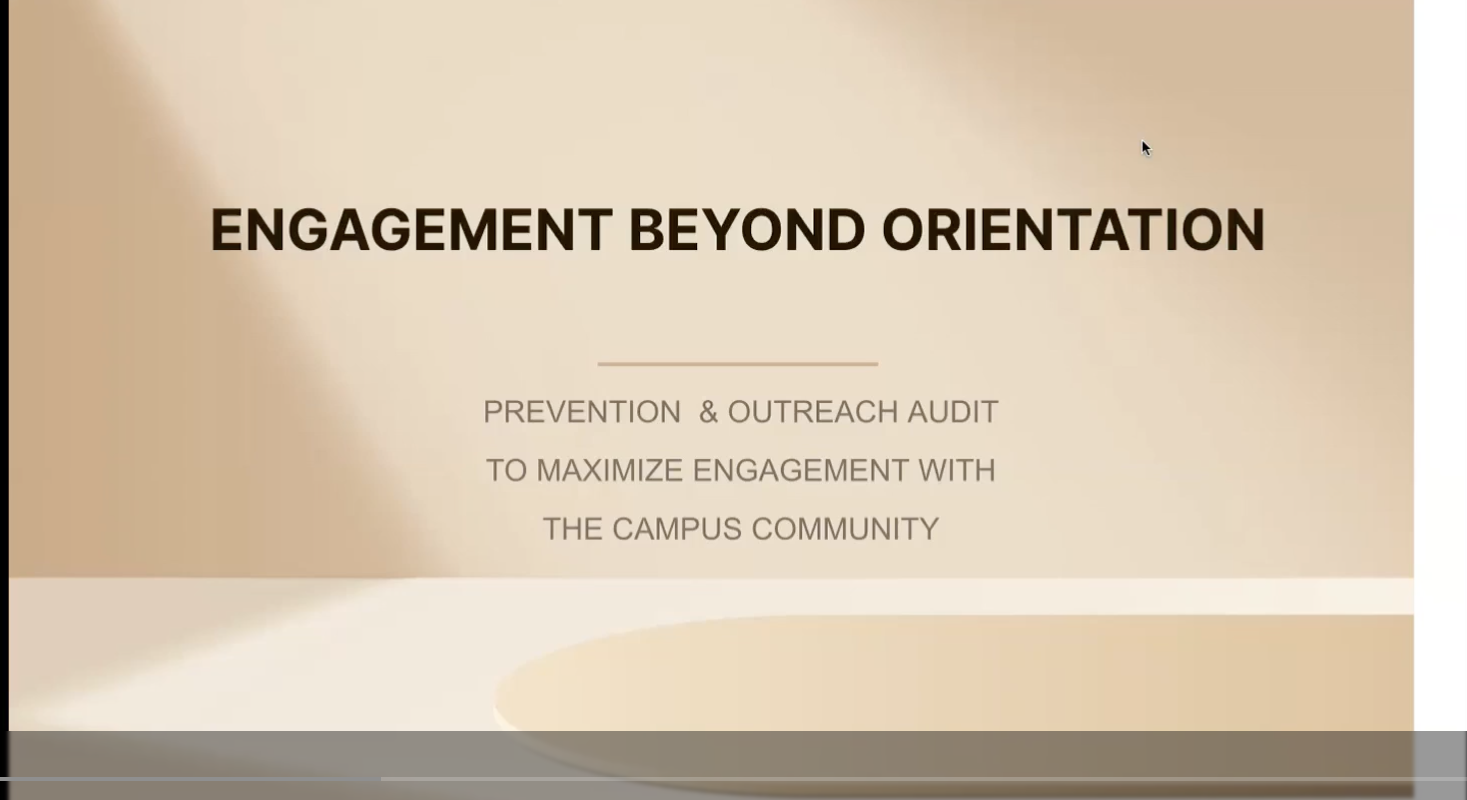 ENGAGEMENT BEYOND ORIENTATION
PREVENTION & OUTREACH AUDIT
TO MAXIMIZE ENGAGEMENT WITH
THE CAMPUS COMMUNITY